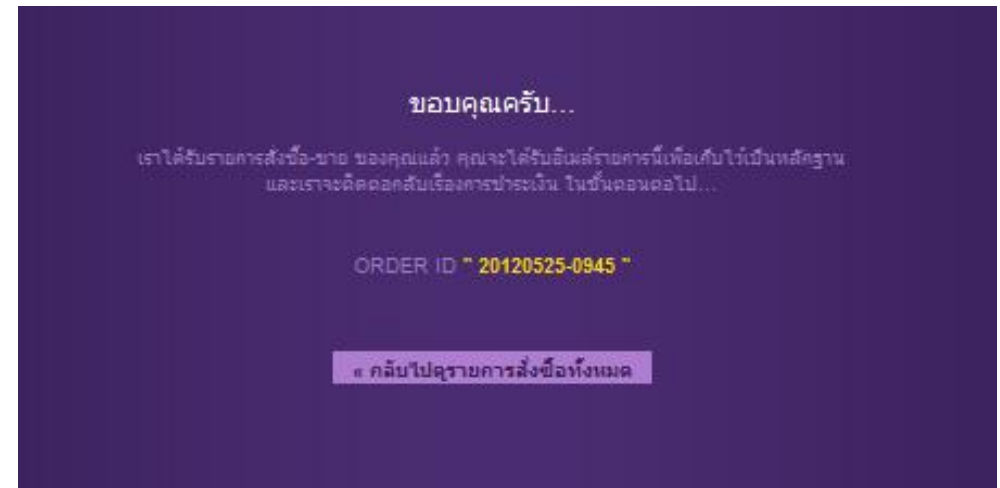 ขอบคุณครับ...
เราได้รับรายการสั่งซื้อ-ขาย ของคุณแล้ว คุณจะได้รับอีเมล์รายการนี้เพื่อเก็บไว้เป็นหลักฐาน
และเราจะติดต่อกลับเรื่องการชำระเงิน ในขั้นตอนต่อไป...
ORDER ID " 20120525-0945 "
« กลับไปดูรายการสั่งซื้อทั้งหมด